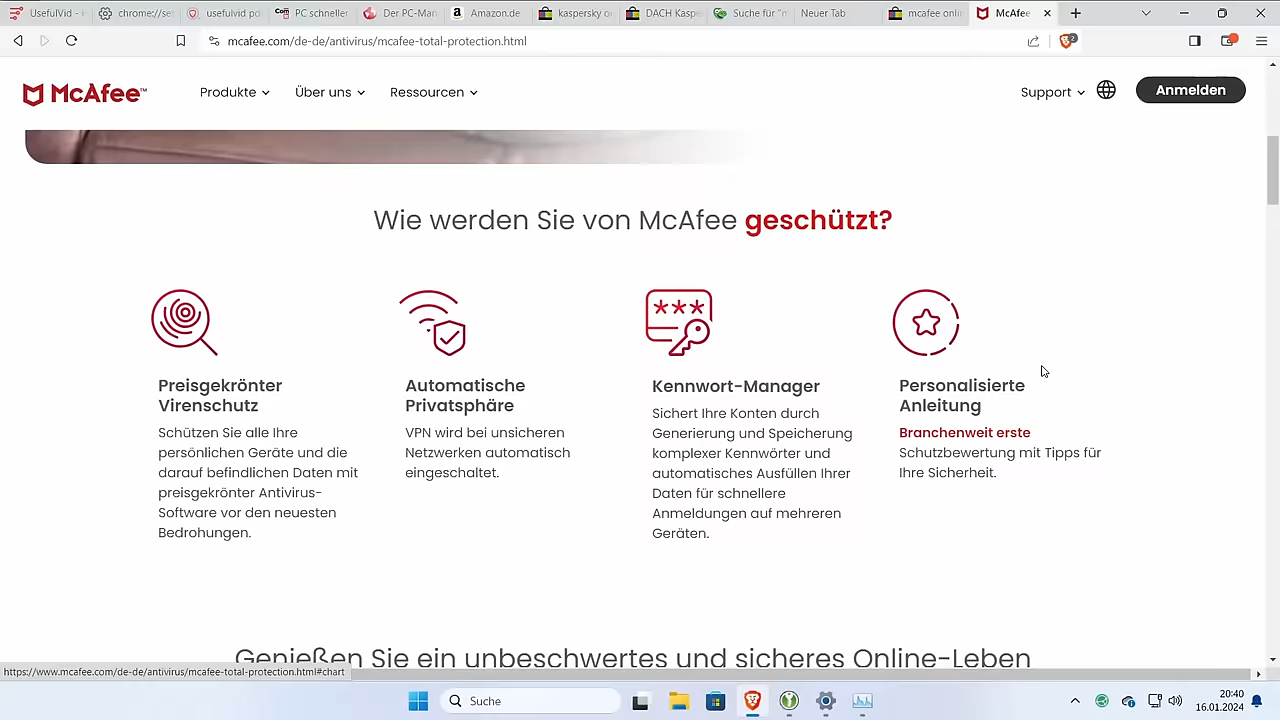 UsefulVid -
chrome://se
usefulvid pd
PC schneller
Der PC-Man
Amazon.de
kaspersky o
DACH Kaspe
Suche für "m
Neuer Tab
mcafee onlin
McAfee
mcafee.com/de-de/antivirus/mcafee-total-protection.html
2
McAfee™
Produkte
Über uns
Ressourcen
Support
Anmelden
Wie werden Sie von McAfee geschützt?
***
Preisgekrönter
Virenschutz
Schützen Sie alle Ihre
persönlichen Geräte und die
darauf befindlichen Daten mit
preisgekrönter Antivirus-
Software vor den neuesten
Bedrohungen.
Automatische
Privatsphäre
VPN wird bei unsicheren
Netzwerken automatisch
eingeschaltet.
Kennwort-Manager
Sichert Ihre Konten durch
Generierung und Speicherung
komplexer Kennwörter und
automatisches Ausfüllen Ihrer
Daten für schnellere
Anmeldungen auf mehreren
Geräten.
Personalisierte
Anleitung
Branchenweit erste
Schutzbewertung mit Tipps für
Ihre Sicherheit.
Genießen Sie ein unbeschwertes und sicheres Online-Leben
https://www.mcafee.com/de-de/antivirus/mcafee-total-protection.html#chart
Suche
20:40
16.01.2024